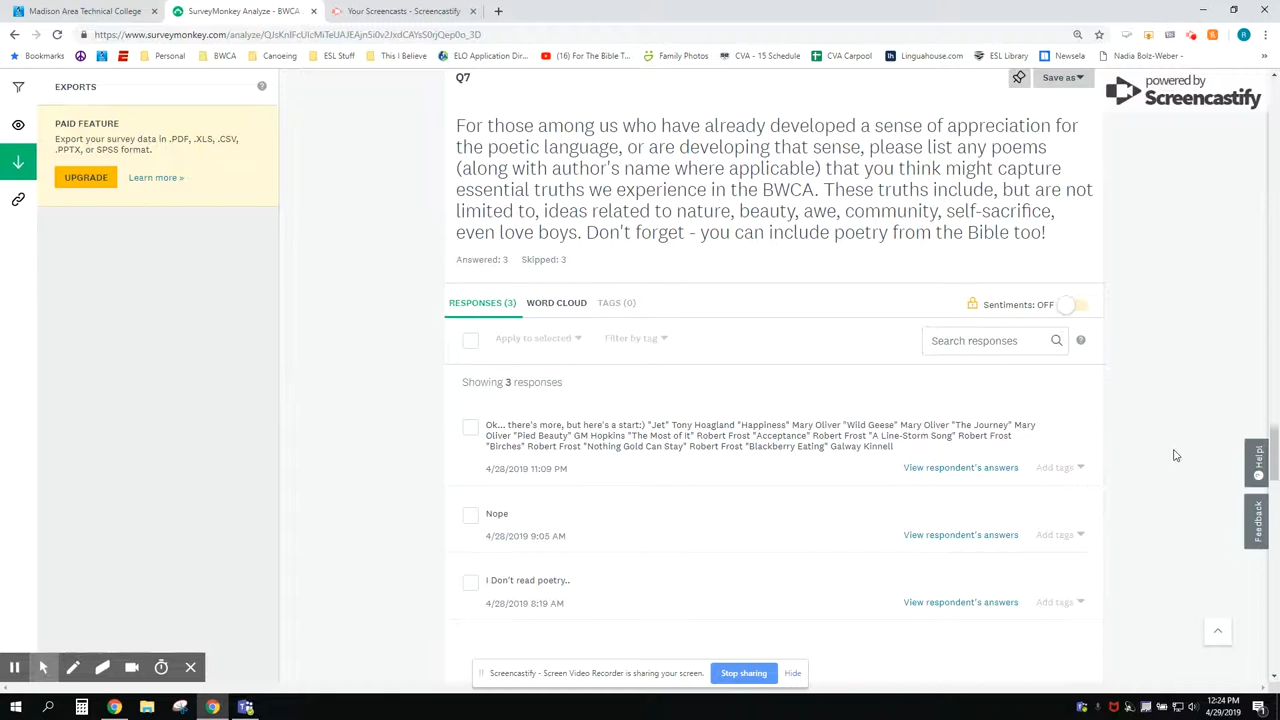 Madison Area Technical College
SurveyMonkey Analyze - BWCA
Your Screencasts - Screencastify
https://www.surveymonkey.com/analyze/
Bookmarks
Personal
BWCA
Canoeing
ESL Stuff
This I Believe
ELO Application Dir...
(16) For The Bible T...
Family Photos
CVA - 15 Schedule
CVA Carpool
Linguahouse.com
ESL Library
Newsela
Nadia Bolz-Weber -
EXPORTS
PAID FEATURE
Export your survey data in .PDF, .XLS, .CSV,
.PPTX, or SPSS format.
UPGRADE
Learn more »
Q7
Save as
powered by
Screencastify
For those among us who have already developed a sense of appreciation for
the poetic language, or are developing that sense, please list any poems
(along with author's name where applicable) that you think might capture
essential truths we experience in the BWCA. These truths include, but are not
limited to, ideas related to nature, beauty, awe, community, self-sacrifice,
even love boys. Don't forget - you can include poetry from the Bible too!
Answered: 3 Skipped: 3
RESPONSES (3) WORD CLOUD TAGS (0)
Sentiments: OFF
Apply to selected Filter by tag
Search responses
Showing 3 responses
Ok... there's more, but here's a start:) "Jet" Tony Hoagland "Happiness" Mary Oliver "Wild Geese" Mary Oliver "The Journey" Mary
Oliver "Pied Beauty" GM Hopkins "The Most of It" Robert Frost "Acceptance" Robert Frost "A Line-Storm Song" Robert Frost
"Birches" Robert Frost "Nothing Gold Can Stay" Robert Frost "Blackberry Eating" Galway Kinnell
4/28/2019 11:09 PM
View respondent's answers
Add tags
Nope
4/28/2019 9:05 AM
View respondent's answers
Add tags
I Don't read poetry..
4/28/2019 8:19 AM
View respondent's answers
Add tags
Help!
Feedback
Screencastify - Screen Video Recorder is sharing your screen.
Stop sharing
Hide
12:24 PM
4/29/2019